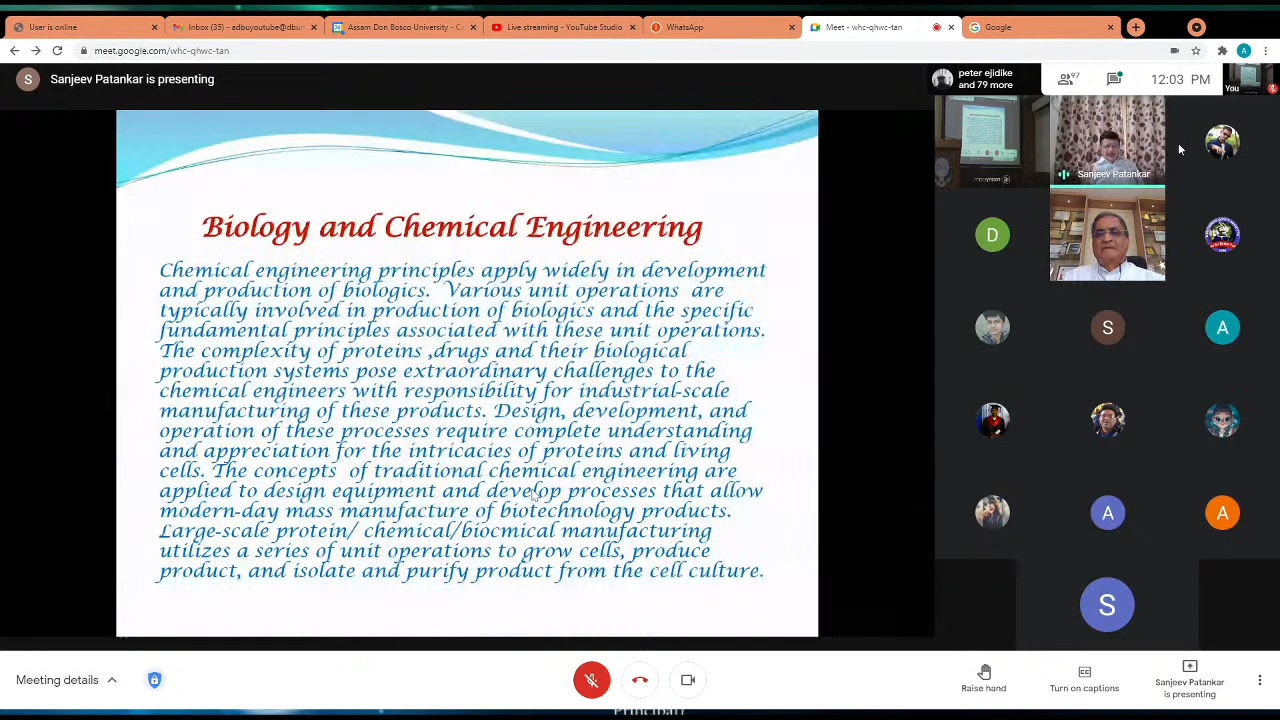 User is online
Inbox (35) - adbuyoutube@dbu
Assam Don Bosco University - Ca
Live streaming - YouTube Studio
WhatsApp
Meet - whc-qhwc-tan
Google
meet.google.com/whc-qhwc-tan
A
S
Sanjeev Patankar is presenting
peter ejidike
and 79 more
97
12:03 PM
You
Biology and Chemical Engineering
Chemical engineering principles apply widely in development
and production of biologics. Various unit operations are
typically involved in production of biologics and the specific
fundamental principles associated with these unit operations.
The complexity of proteins ,drugs and their biological
production systems pose extraordinary challenges to the
chemical engineers with responsibility for industrial-scale
manufacturing of these products. Design, development, and
operation of these processes require complete understanding
and appreciation for the intricacies of proteins and living
cells. The concepts of traditional chemical engineering are
applied to design equipment and develop processes that allow
modern-day mass manufacture of biotechnology products.
Large-scale protein/ chemical/biocmical manufacturing
utilizes a series of unit operations to grow cells, produce
product, and isolate and purify product from the cell culture.
Sanjeev Patankar
D
S
A
A
A
S
Meeting details
Raise hand
CC
Turn on captions
Sanjeev Patankar
is presenting